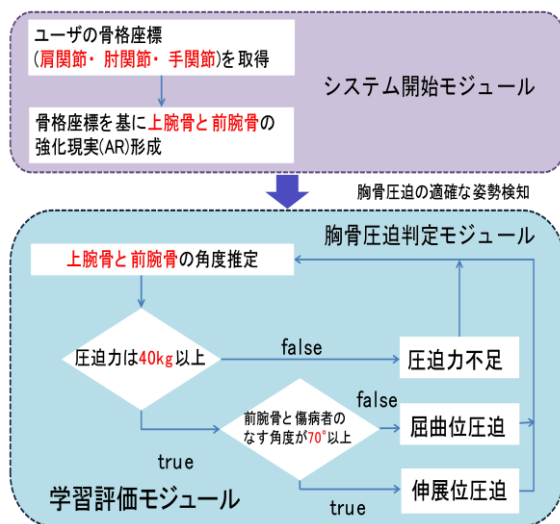 ユーザの骨格座標
(肩関節・肘関節・手関節)を取得
システム開始モジュール
骨格座標を基に上腕骨と前腕骨の
強化現実(AR)形成
胸骨圧迫の適確な姿勢検知
胸骨圧迫判定モジュール
上腕骨と前腕骨の角度推定
圧迫力は40kg以上
false
圧迫力不足
前腕骨と傷病者の
なす角度が70°以上
false
屈曲位圧迫
true
学習評価モジュール
true
伸展位圧迫